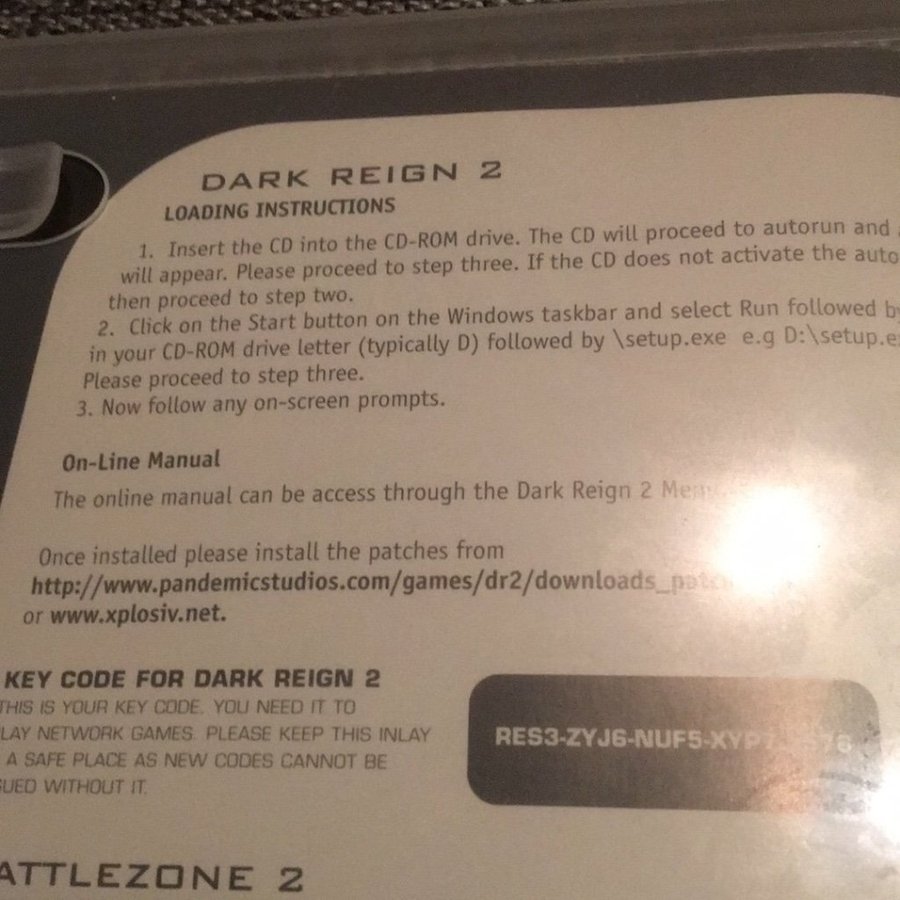 DARK REIGN 2
LOADING INSTRUCTIONS
1. Insert the CD into the CD-ROM drive. The CD will proceed to autorun and
will appear. Please proceed to step three. If the CD does not activate the auto
then proceed to step two.
2. Click on the Start button on the Windows taskbar and select Run followed by
in your CD-ROM drive letter (typically D) followed by \setup.exe e.g D:\setup.ex
Please proceed to step three.
3. Now follow any on-screen prompts.
On-Line Manual
The online manual can be access through the Dark Reign 2
Once installed please install the patches from
http://www.pandemicstudios.com/games/dr2/downloads_
or www.xplosiv.net.
KEY CODE FOR DARK REIGN 2
THIS IS YOUR KEY CODE. YOU NEED IT TO
LAY NETWORK GAMES. PLEASE KEEP THIS INLAY
A SAFE PLACE AS NEW CODES CANNOT BE
SUED WITHOUT IT.
RES3-ZYJ6-NUF5-XYP
ATTLEZONE 2